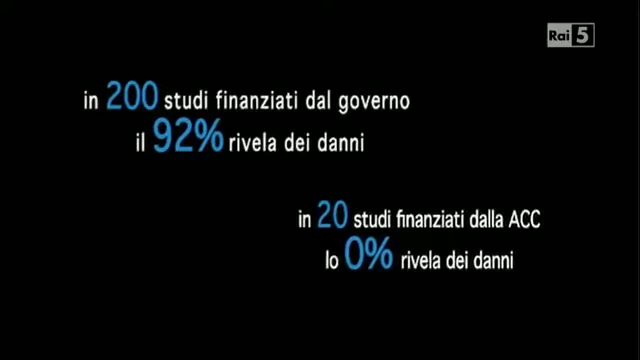 Rai 5
in 200 studi finanziati dal governo
il 92% rivela dei danni
in 20 studi finanziati dalla ACC
lo 0% rivela dei danni